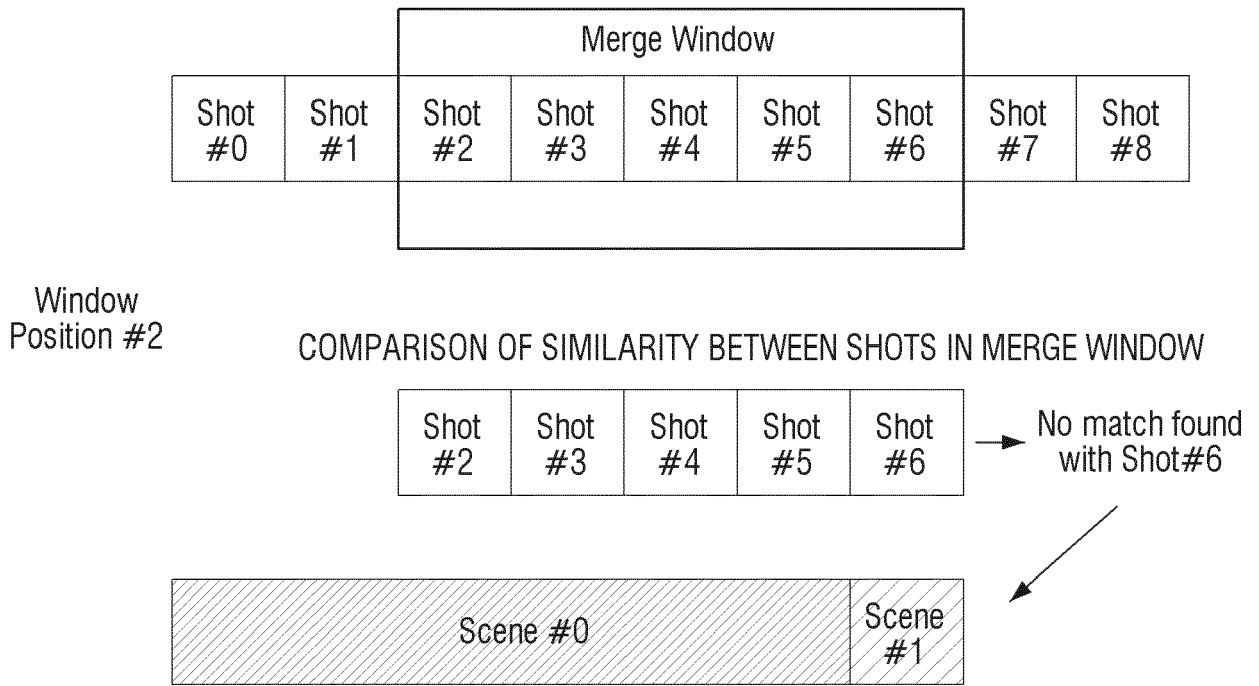 Merge Window
Shot #0 Shot #1 Shot #2 Shot #3 Shot #4 Shot #5 Shot #6 Shot #7 Shot #8
Window
Position #2
COMPARISON OF SIMILARITY BETWEEN SHOTS IN MERGE WINDOW
Shot #2 Shot #3 Shot #4 Shot #5 Shot #6
No match found
with Shot#6
Scene #0
Scene
#1